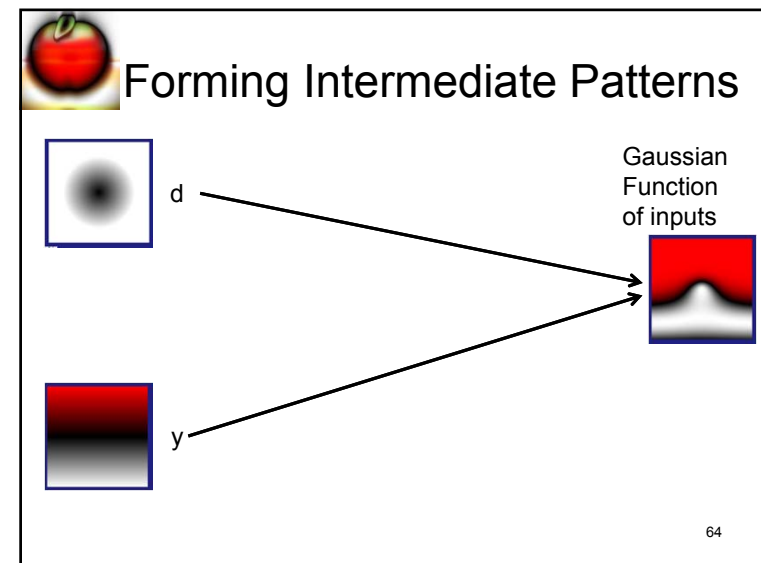 Forming Intermediate Patterns
d
Gaussian
Function
of inputs
y
64